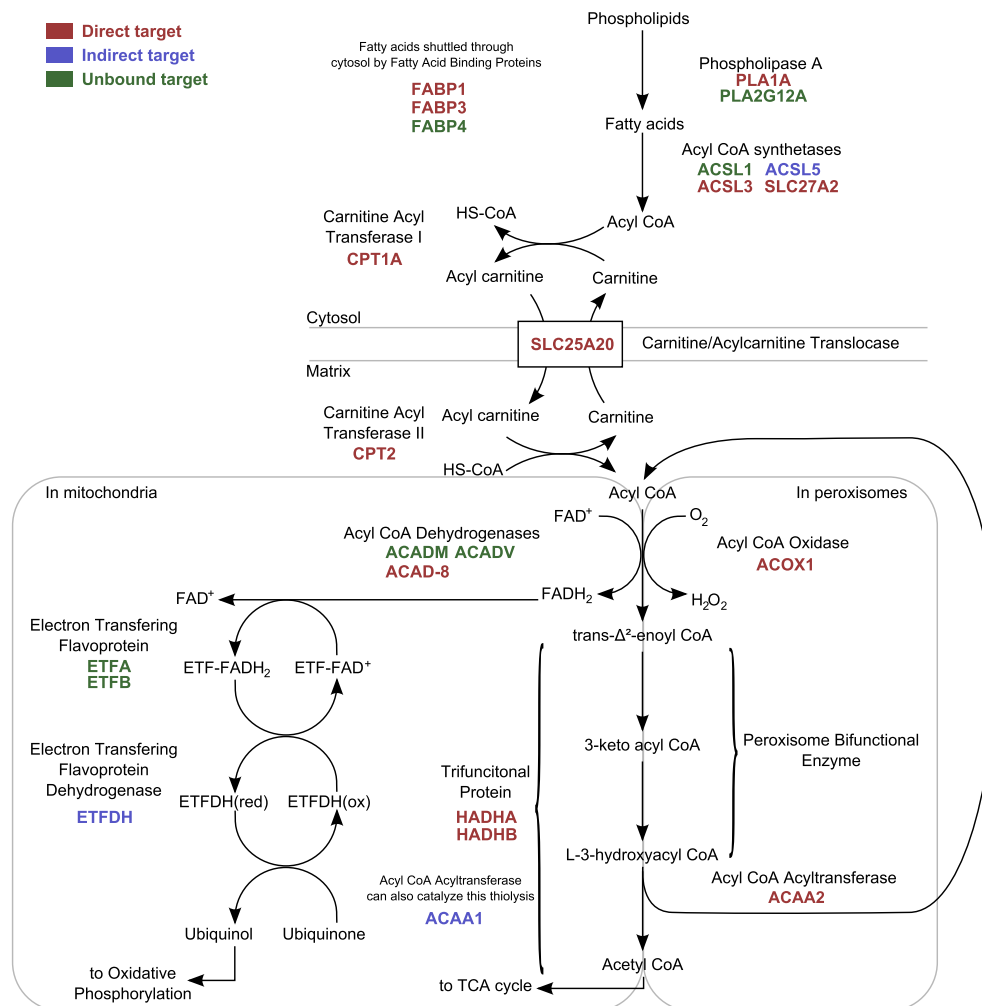 Direct target
Indirect target
Unbound target
Phospholipids
Fatty acids shuttled through
cytosol by Fatty Acid Binding Proteins
FABP1
FABP3
FABP4
Phospholipase A
PLA1A
PLA2G12A
Fatty acids
Acyl CoA synthetases
ACSL1 ACSL5
ACSL3 SLC27A2
HS-CoA
Acyl CoA
Carnitine Acyl
Transferase I
CPT1A
Acyl carnitine
Carnitine
Cytosol
SLC25A20
Carnitine/Acylcarnitine Translocase
Matrix
Carnitine Acyl
Transferase II
CPT2
Acyl carnitine
Carnitine
HS-CoA
In mitochondria
Acyl CoA
In peroxisomes
FAD⁺
O₂
Acyl CoA Dehydrogenases
ACADM ACADV
ACAD-8
Acyl CoA Oxidase
ACOX1
FAD⁺
FADH₂
H₂O₂
Electron Transfering
Flavoprotein
ETFA
ETFB
trans-Δ²-enoyl CoA
ETF-FADH₂
ETF-FAD⁺
Electron Transfering
Flavoprotein
Dehydrogenase
ETFDH
3-keto acyl CoA
Peroxisome Bifunctional
Enzyme
Trifuncitonal
Protein
HADHA
HADHB
ETFDH(red)
ETFDH(ox)
L-3-hydroxyacyl CoA
Acyl CoA Acyltransferase
can also catalyze this thiolysis
ACAA1
Acyl CoA Acyltransferase
ACAA2
Ubiquinol
Ubiquinone
Acetyl CoA
to Oxidative
Phosphorylation
to TCA cycle